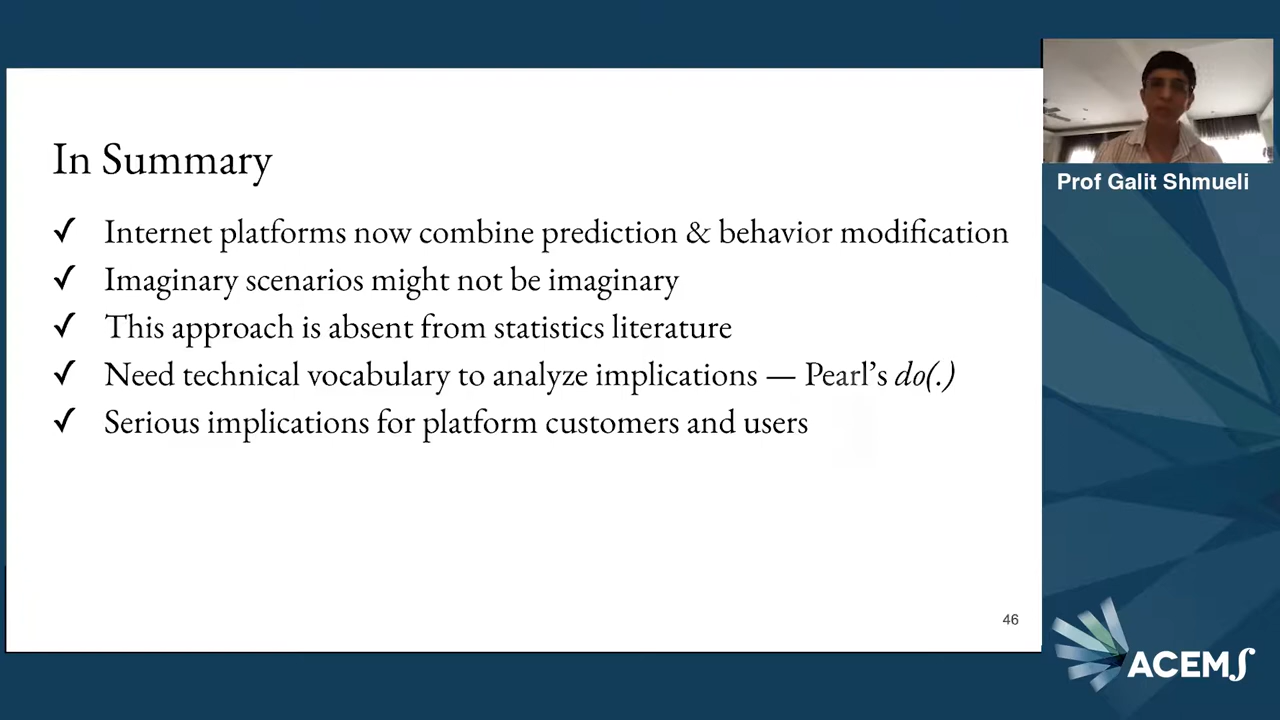 In Summary
✓ Internet platforms now combine prediction & behavior modification
✓ Imaginary scenarios might not be imaginary
✓ This approach is absent from statistics literature
✓ Need technical vocabulary to analyze implications — Pearl’s do(.)
✓ Serious implications for platform customers and users
46
Prof Galit Shmueli
ACEMS